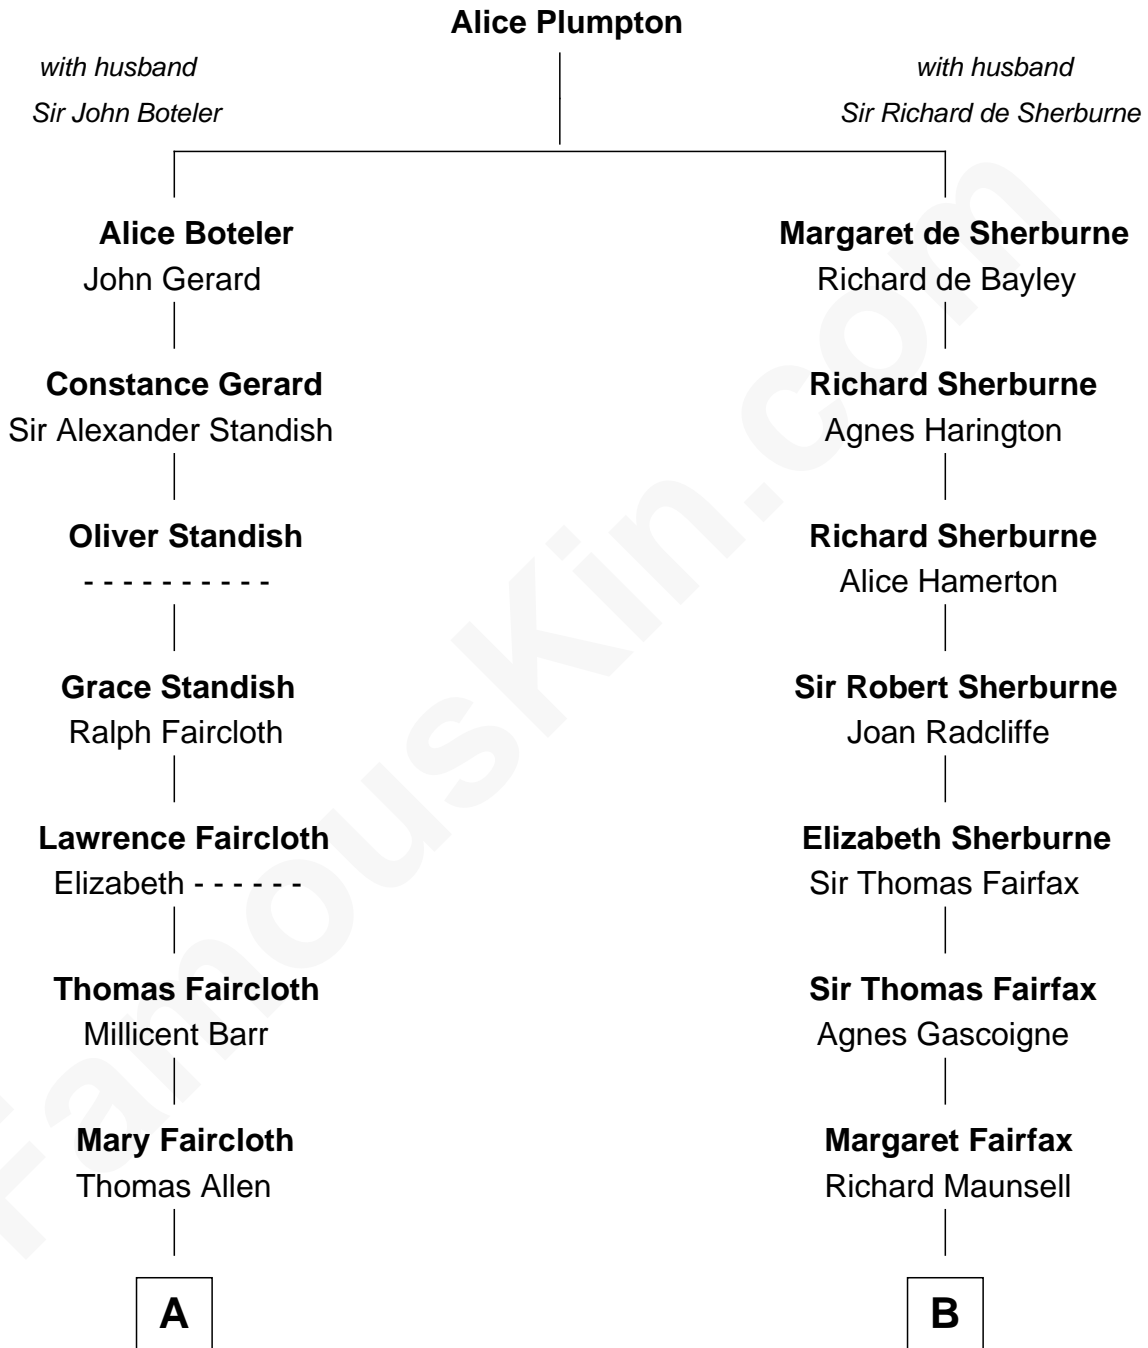 Alice Plumpton
with husband
Sir John Boteler
with husband
Sir Richard de Sherburne
Alice Boteler
John Gerard
Margaret de Sherburne
Richard de Bayley
Constance Gerard
Sir Alexander Standish
Richard Sherburne
Agnes Harington
Oliver Standish
- - - - - - - - - -
Richard Sherburne
Alice Hamerton
Grace Standish
Ralph Faircloth
Sir Robert Sherburne
Joan Radcliffe
Lawrence Faircloth
Elizabeth - - - - - -
Elizabeth Sherburne
Sir Thomas Fairfax
Thomas Faircloth
Millicent Barr
Sir Thomas Fairfax
Agnes Gascoigne
Mary Faircloth
Thomas Allen
Margaret Fairfax
Richard Maunsell
A
B
FamousKin.com